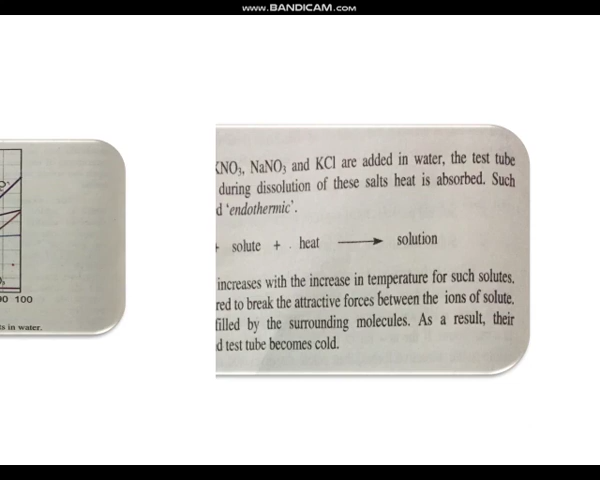 WWW.BANDICAM.COM
KNO₃, NaNO₃ and KCl are added in water, the test tube
during dissolution of these salts heat is absorbed. Such
d 'endothermic'.
+ solute + heat → solution
increases with the increase in temperature for such solutes.
red to break the attractive forces between the ions of solute.
filled by the surrounding molecules. As a result, their
d test tube becomes cold.
90 100
ts in water.